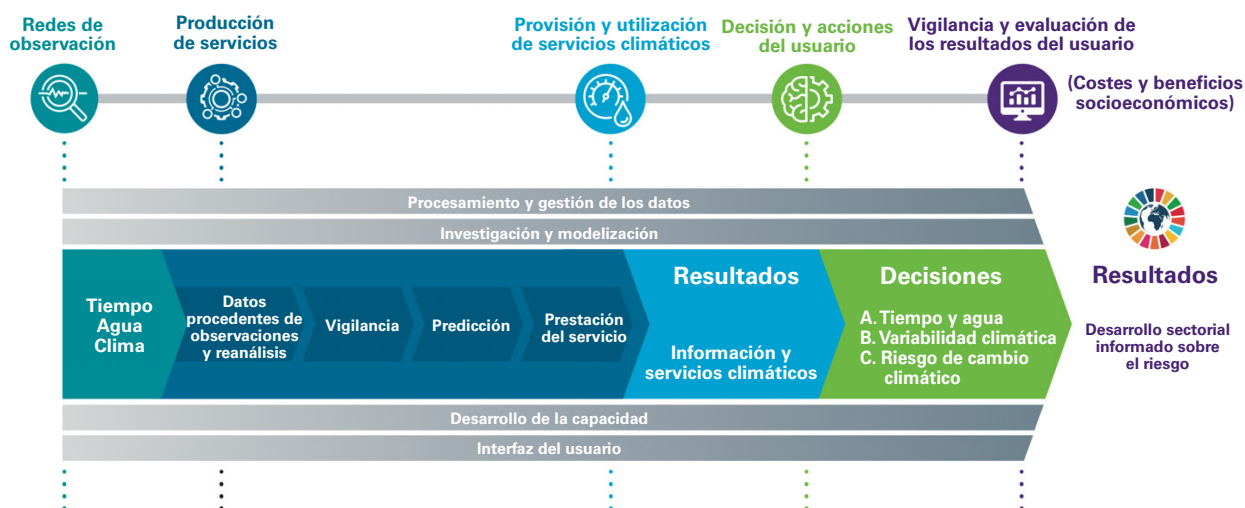 Redes de
observación
Producción
de servicios
Provisión y utilización
de servicios climáticos
Decisión y acciones
del usuario
Vigilancia y evaluación de
los resultados del usuario
(Costes y beneficios
socioeconómicos)
Procesamiento y gestión de los datos
Investigación y modelización
Tiempo
Agua
Clima
Datos
procedentes de
observaciones
y reanálisis
Vigilancia
Predicción
Prestación
del servicio
Resultados
Información y
servicios climáticos
Decisiones
A. Tiempo y agua
B. Variabilidad climática
C. Riesgo de cambio
climático
Resultados
Desarrollo sectorial
informado sobre
el riesgo
Desarrollo de la capacidad
Interfaz del usuario